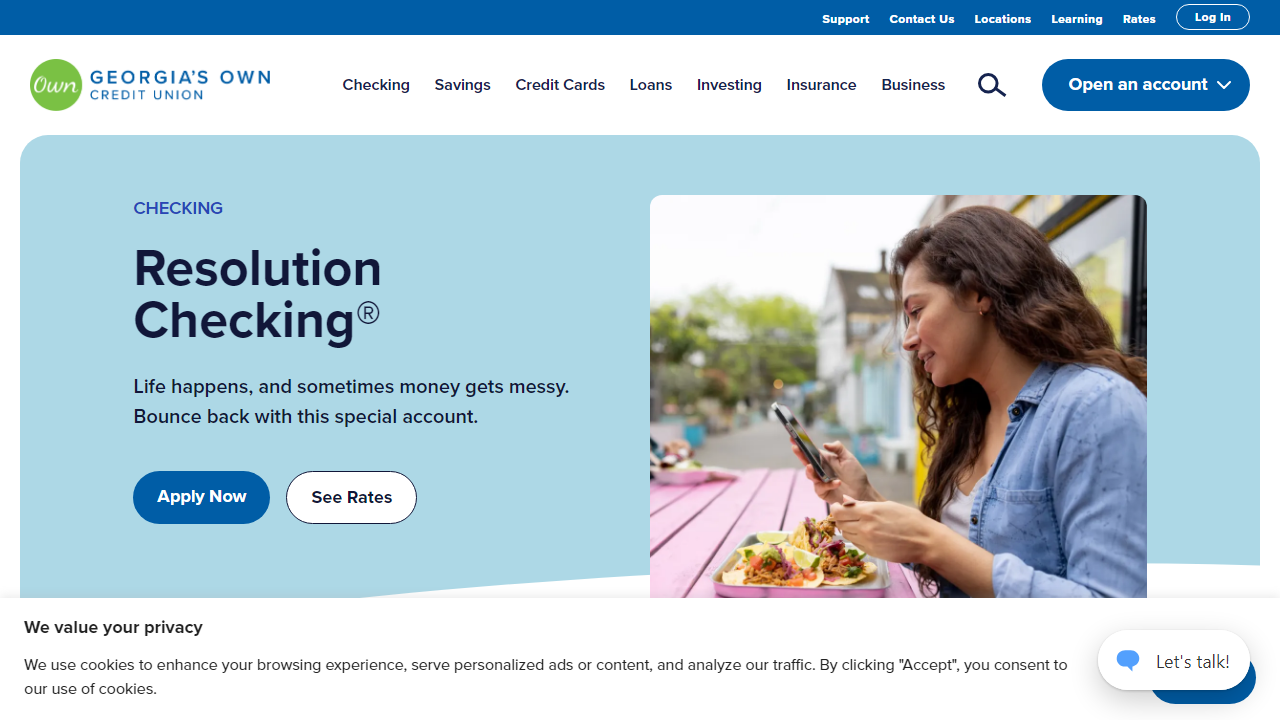 Support Contact Us Locations Learning Rates Log In
Own GEORGIA'S OWN
CREDIT UNION
Checking Savings Credit Cards Loans Investing Insurance Business Open an account
CHECKING
Resolution
Checking®
Life happens, and sometimes money gets messy.
Bounce back with this special account.
Apply Now See Rates
We value your privacy
We use cookies to enhance your browsing experience, serve personalized ads or content, and analyze our traffic. By clicking "Accept", you consent to
our use of cookies.
Let's talk!